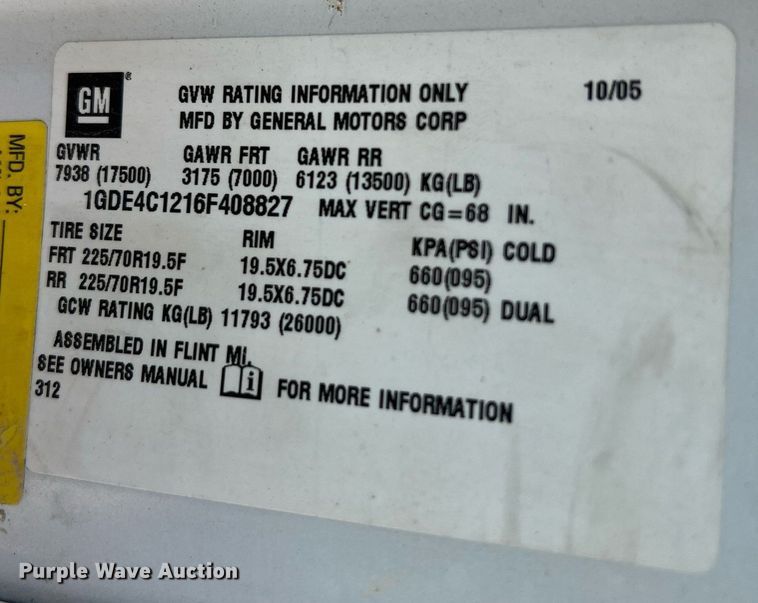 GM ®
GVW RATING INFORMATION ONLY 10/05
MFD BY GENERAL MOTORS CORP
GVWR GAWR FRT GAWR RR
7938 (17500) 3175 (7000) 6123 (13500) KG(LB)
1GDE4C1216F408827 MAX VERT CG=68 IN.
TIRE SIZE RIM KPA(PSI) COLD
FRT 225/70R19.5F 19.5X6.75DC 660(095)
RR 225/70R19.5F 19.5X6.75DC 660(095) DUAL
GCW RATING KG(LB) 11793 (26000)
ASSEMBLED IN FLINT MI.
SEE OWNERS MANUAL i FOR MORE INFORMATION
312
MFD. BY:
Purple Wave Auction